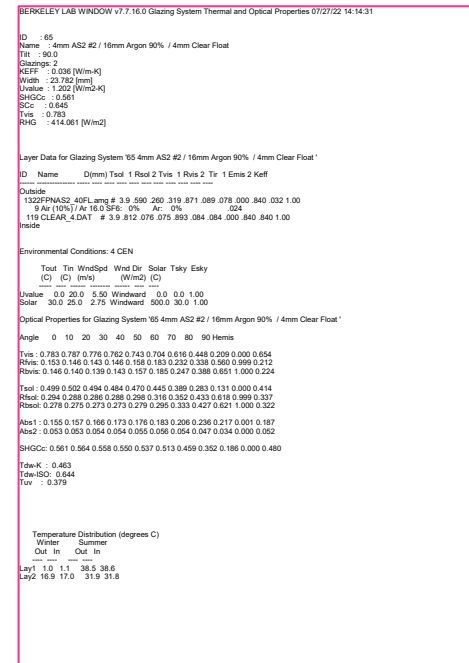 BERKELEY LAB WINDOW v7.7.16.0 Glazing System Thermal and Optical Properties 07/27/22 14:14:31
ID : 65
Name : 4mm AS2 #2 / 16mm Argon 90% / 4mm Clear Float
Tilt : 90.0
Glazings: 2
KEFF : 0.036 [W/m-K]
Width : 23.782 [mm]
Uvalue : 1.202 [W/m2-K]
SHGCc : 0.561
SCc : 0.645
Tvis : 0.783
RHG : 414.061 [W/m2]
Layer Data for Glazing System '65 4mm AS2 #2 / 16mm Argon 90% / 4mm Clear Float '
ID Name D(mm) Tsol 1 Rsol 2 Tvis 1 Rvis 2 Tir 1 Emis 2 Keff
------ --------------- ----- ---- ---- ---- ---- ---- ---- ---- ---- ---- ----
Outside
1322FPNAS2_40FL.amg # 3.9 .590 .260 .319 .871 .089 .078 .000 .840 .032 1.00
9 Air (10%) / Ar 16.0 SF6: 0% Ar: 0% .024
119 CLEAR_4.DAT # 3.9 .812 .076 .075 .893 .084 .084 .000 .840 .840 1.00
Inside
Environmental Conditions: 4 CEN
Tout Tin WndSpd Wnd Dir Solar Tsky Esky
(C) (C) (m/s) (W/m2) (C)
----- ---- ------ -------- ------ ---- ----
Uvalue 0.0 20.0 5.50 Windward 0.0 0.0 1.00
Solar 30.0 25.0 2.75 Windward 500.0 30.0 1.00
Optical Properties for Glazing System '65 4mm AS2 #2 / 16mm Argon 90% / 4mm Clear Float '
Angle 0 10 20 30 40 50 60 70 80 90 Hemis
Tvis : 0.783 0.787 0.776 0.762 0.743 0.704 0.616 0.448 0.209 0.000 0.654
Rfvis: 0.153 0.146 0.143 0.146 0.158 0.183 0.232 0.338 0.560 0.999 0.212
Rbvis: 0.146 0.140 0.139 0.143 0.157 0.185 0.247 0.388 0.651 1.000 0.224
Tsol : 0.499 0.502 0.494 0.484 0.470 0.445 0.389 0.283 0.131 0.000 0.414
Rfsol: 0.294 0.288 0.286 0.288 0.298 0.316 0.352 0.433 0.618 0.999 0.337
Rbsol: 0.278 0.275 0.273 0.273 0.279 0.295 0.333 0.427 0.621 1.000 0.322
Abs1 : 0.155 0.157 0.166 0.173 0.176 0.183 0.206 0.236 0.217 0.001 0.187
Abs2 : 0.053 0.053 0.054 0.054 0.055 0.056 0.054 0.047 0.034 0.000 0.052
SHGCc: 0.561 0.564 0.558 0.550 0.537 0.513 0.459 0.352 0.186 0.000 0.480
Tdw-K : 0.463
Tdw-ISO: 0.644
Tuv : 0.379
Temperature Distribution (degrees C)
Winter Summer
Out In Out In
---- ---- ---- ----
Lay1 1.0 1.1 38.5 38.6
Lay2 16.9 17.0 31.9 31.8